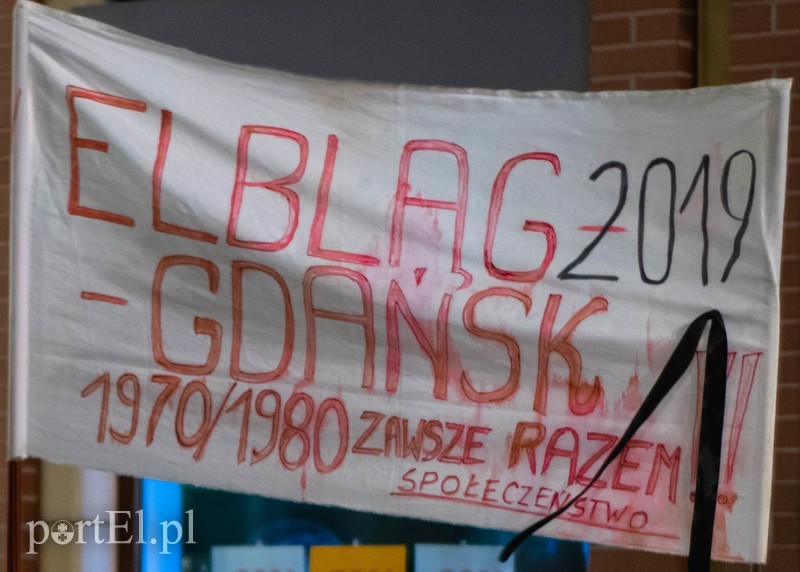 ELBLĄG - 2019
- GDAŃSK
1970/1980 ZAWSZE RAZEM!!!
SPOŁECZEŃSTWO
portEl.pl